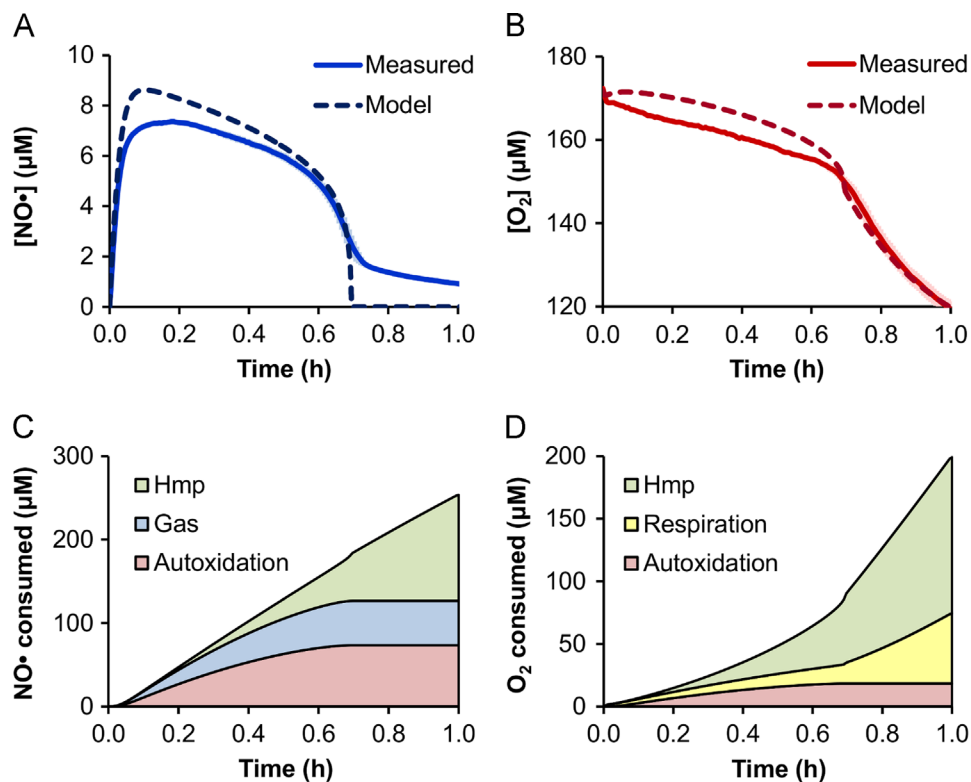 A
10
8
6
4
2
0
[NO•] (µM)
Measured
Model
0.0 0.2 0.4 0.6 0.8 1.0
Time (h)
B
180
160
140
120
[O₂] (µM)
Measured
Model
0.0 0.2 0.4 0.6 0.8 1.0
Time (h)
C
300
200
100
0
NO• consumed (µM)
Hmp
Gas
Autoxidation
0.0 0.2 0.4 0.6 0.8 1.0
Time (h)
D
200
150
100
50
0
O₂ consumed (µM)
Hmp
Respiration
Autoxidation
0.0 0.2 0.4 0.6 0.8 1.0
Time (h)